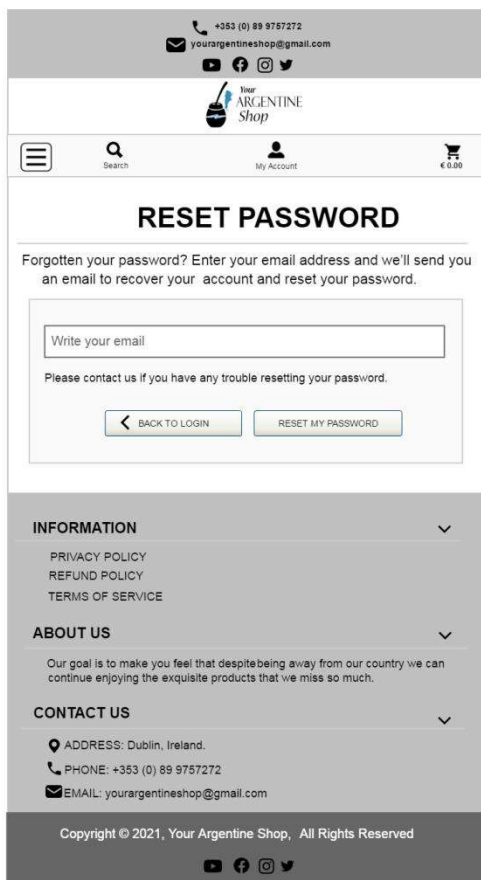 +353 (0) 89 9757272
yourargentineshop@gmail.com
Your
ARGENTINE
Shop
Search
My Account
€ 0.00
RESET PASSWORD
Forgotten your password? Enter your email address and we'll send you
an email to recover your account and reset your password.
Write your email
Please contact us if you have any trouble resetting your password.
BACK TO LOGIN
RESET MY PASSWORD
INFORMATION
PRIVACY POLICY
REFUND POLICY
TERMS OF SERVICE
ABOUT US
Our goal is to make you feel that despitebeing away from our country we can
continue enjoying the exquisite products that we miss so much.
CONTACT US
ADDRESS: Dublin, Ireland.
PHONE: +353 (0) 89 9757272
EMAIL: yourargentineshop@gmail.com
Copyright © 2021, Your Argentine Shop, All Rights Reserved